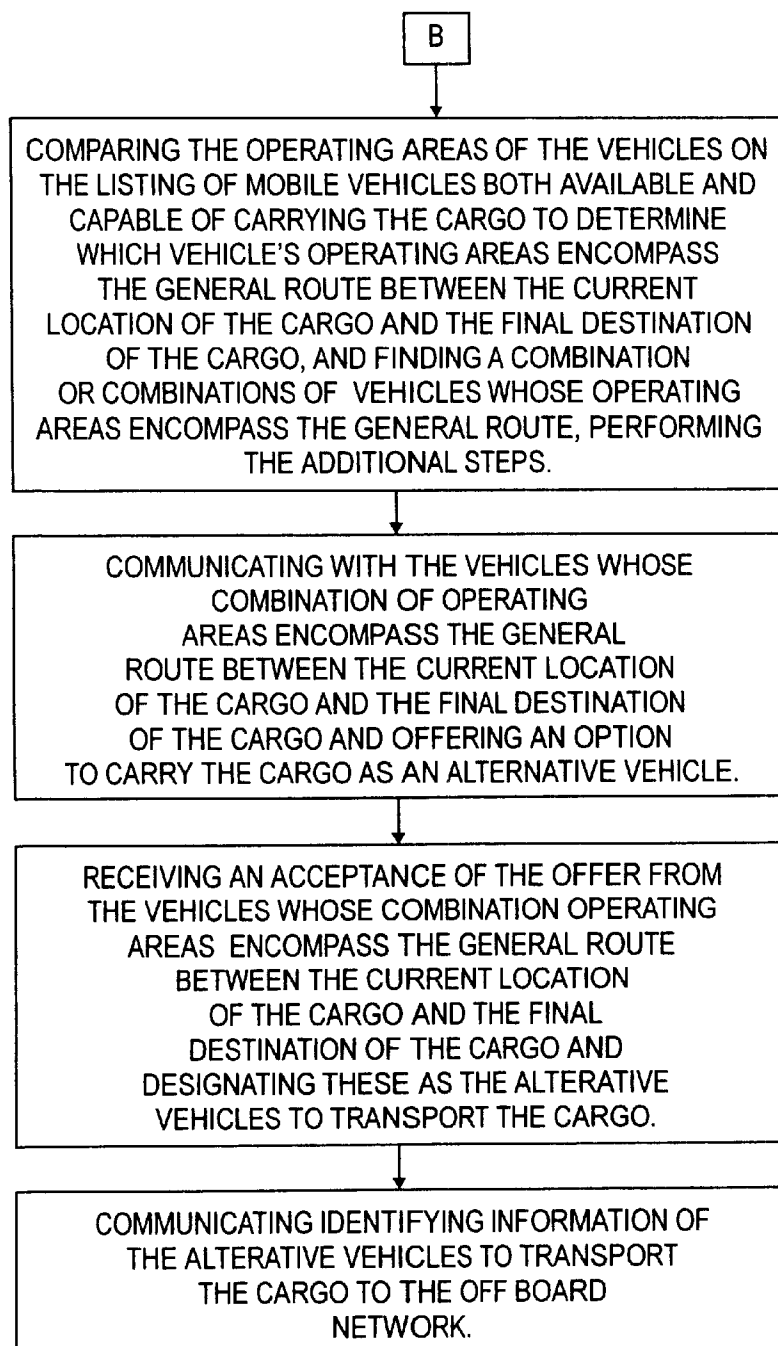 B
COMPARING THE OPERATING AREAS OF THE VEHICLES ON
THE LISTING OF MOBILE VEHICLES BOTH AVAILABLE AND
CAPABLE OF CARRYING THE CARGO TO DETERMINE
WHICH VEHICLE'S OPERATING AREAS ENCOMPASS
THE GENERAL ROUTE BETWEEN THE CURRENT
LOCATION OF THE CARGO AND THE FINAL DESTINATION
OF THE CARGO, AND FINDING A COMBINATION
OR COMBINATIONS OF VEHICLES WHOSE OPERATING
AREAS ENCOMPASS THE GENERAL ROUTE, PERFORMING
THE ADDITIONAL STEPS.
COMMUNICATING WITH THE VEHICLES WHOSE
COMBINATION OF OPERATING
AREAS ENCOMPASS THE GENERAL
ROUTE BETWEEN THE CURRENT LOCATION
OF THE CARGO AND THE FINAL DESTINATION
OF THE CARGO AND OFFERING AN OPTION
TO CARRY THE CARGO AS AN ALTERNATIVE VEHICLE.
RECEIVING AN ACCEPTANCE OF THE OFFER FROM
THE VEHICLES WHOSE COMBINATION OPERATING
AREAS ENCOMPASS THE GENERAL ROUTE
BETWEEN THE CURRENT LOCATION
OF THE CARGO AND THE FINAL
DESTINATION OF THE CARGO AND
DESIGNATING THESE AS THE ALTERATIVE
VEHICLES TO TRANSPORT THE CARGO.
COMMUNICATING IDENTIFYING INFORMATION OF
THE ALTERATIVE VEHICLES TO TRANSPORT
THE CARGO TO THE OFF BOARD
NETWORK.